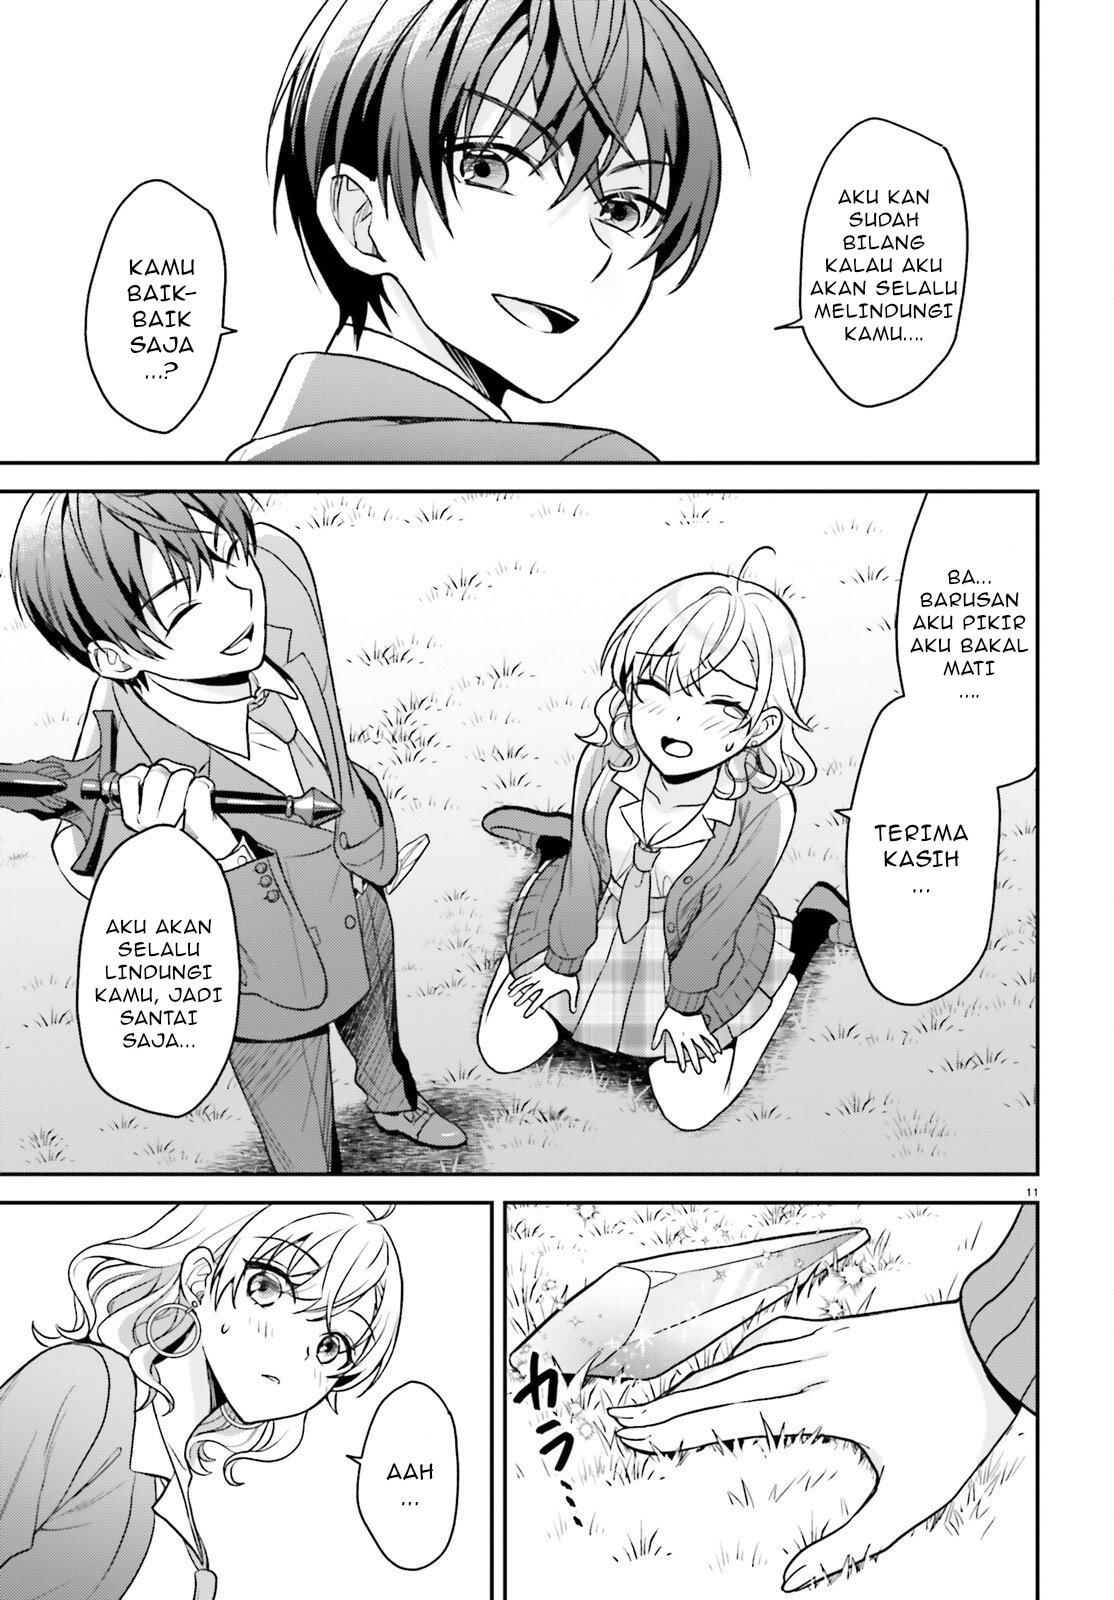 AKU KAN
SUDAH
BILANG
KALAU AKU
AKAN SELALU
MELINDUNGI
KAMU....
KAMU
BAIK-
BAIK
SAJA
...?
BA...
BARUSAN
AKU PIKIR
AKU BAKAL
MATI
....
TERIMA
KASIH
...
AKU AKAN
SELALU
LINDUNGI
KAMU, JADI
SANTAI
SAJA...
11
カラ...
AAH
...